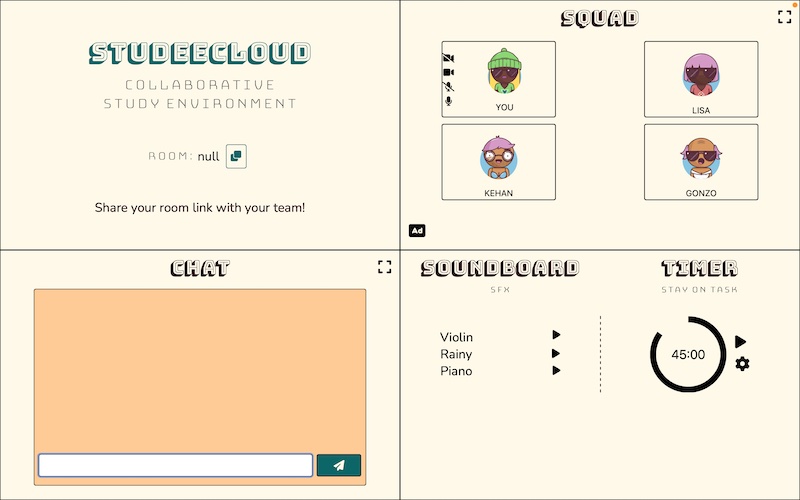 STUDEECLOUD
COLLABORATIVE
STUDY ENVIRONMENT
ROOM: null
Share your room link with your team!
SQUAD
YOU
LISA
KEHAN
GONZO
Ad
CHAT
SOUNDBOARD
SFX
Violin
Rainy
Piano
TIMER
STAY ON TASK
45:00